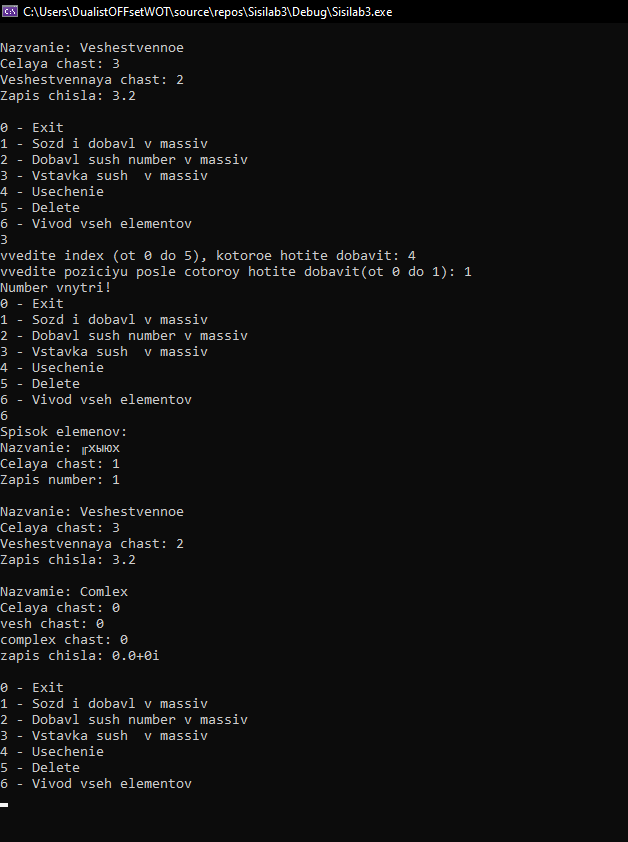 C:\Users\DualistOFFsetWOT\source\repos\Sisilab3\Debug\Sisilab3.exe
Nazvanie: Veshestvennoe
Celaya chast: 3
Veshestvennaya chast: 2
Zapis chisla: 3.2
0 - Exit
1 - Sozd i dobavl v massiv
2 - Dobavl sush number v massiv
3 - Vstavka sush  v massiv
4 - Usechenie
5 - Delete
6 - Vivod vseh elementov
3
vvedite index (ot 0 do 5), kotoroe hotite dobavit: 4
vvedite poziciyu posle cotoroy hotite dobavit(ot 0 do 1): 1
Number vnytri!
0 - Exit
1 - Sozd i dobavl v massiv
2 - Dobavl sush number v massiv
3 - Vstavka sush  v massiv
4 - Usechenie
5 - Delete
6 - Vivod vseh elementov
6
Spisok elemenov:
Nazvanie: ╓хыюх
Celaya chast: 1
Zapis number: 1
Nazvanie: Veshestvennoe
Celaya chast: 3
Veshestvennaya chast: 2
Zapis chisla: 3.2
Nazvamie: Comlex
Celaya chast: 0
vesh chast: 0
complex chast: 0
zapis chisla: 0.0+0i
0 - Exit
1 - Sozd i dobavl v massiv
2 - Dobavl sush number v massiv
3 - Vstavka sush  v massiv
4 - Usechenie
5 - Delete
6 - Vivod vseh elementov